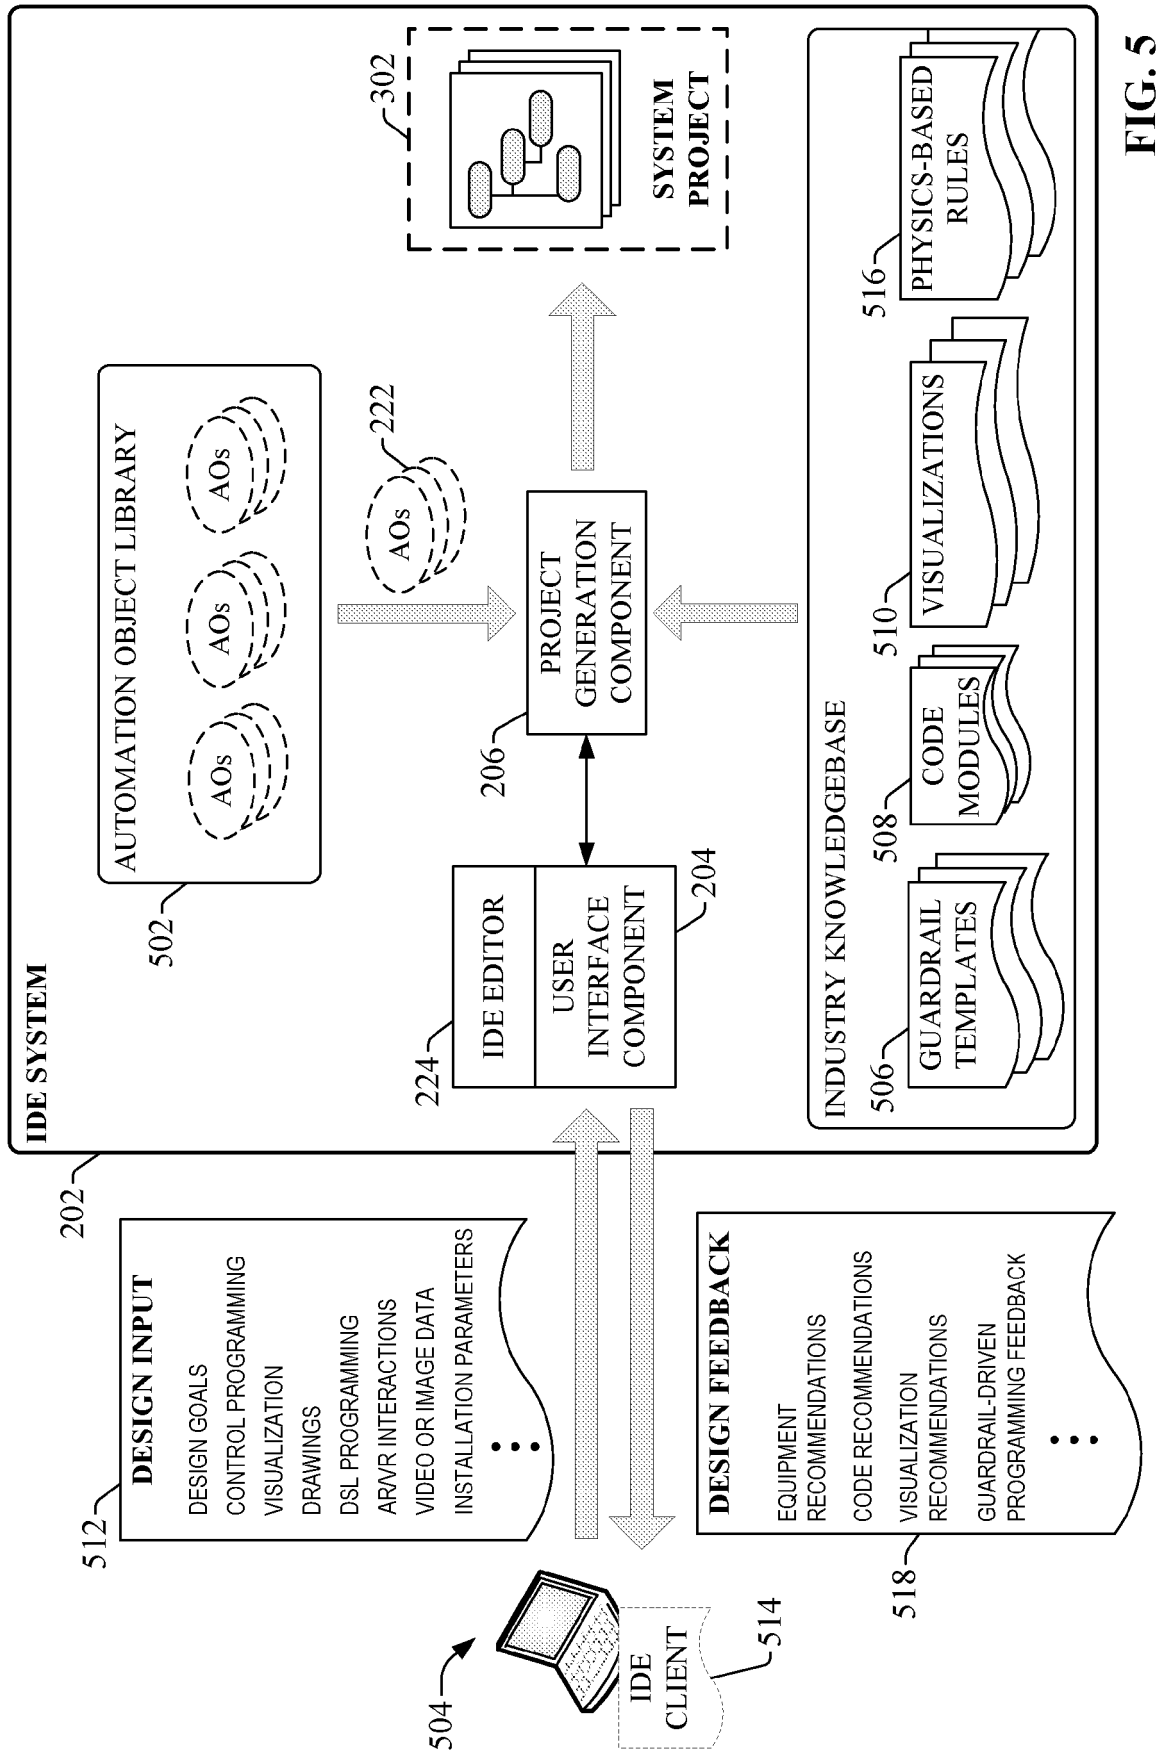 202
IDE SYSTEM
502
AUTOMATION OBJECT LIBRARY
AOs
AOs
AOs
AOs
222
302
SYSTEM
PROJECT
512
DESIGN INPUT
DESIGN GOALS
CONTROL PROGRAMMING
VISUALIZATION
DRAWINGS
DSL PROGRAMMING
AR/VR INTERACTIONS
VIDEO OR IMAGE DATA
INSTALLATION PARAMETERS
504
IDE
CLIENT
514
224
IDE EDITOR
USER
INTERFACE
COMPONENT
204
206
PROJECT
GENERATION
COMPONENT
518
DESIGN FEEDBACK
EQUIPMENT
RECOMMENDATIONS
CODE RECOMMENDATIONS
VISUALIZATION
RECOMMENDATIONS
GUARDRAIL-DRIVEN
PROGRAMMING FEEDBACK
INDUSTRY KNOWLEDGEBASE
506
GUARDRAIL
TEMPLATES
508
CODE
MODULES
510
VISUALIZATIONS
516
PHYSICS-BASED
RULES
FIG. 5